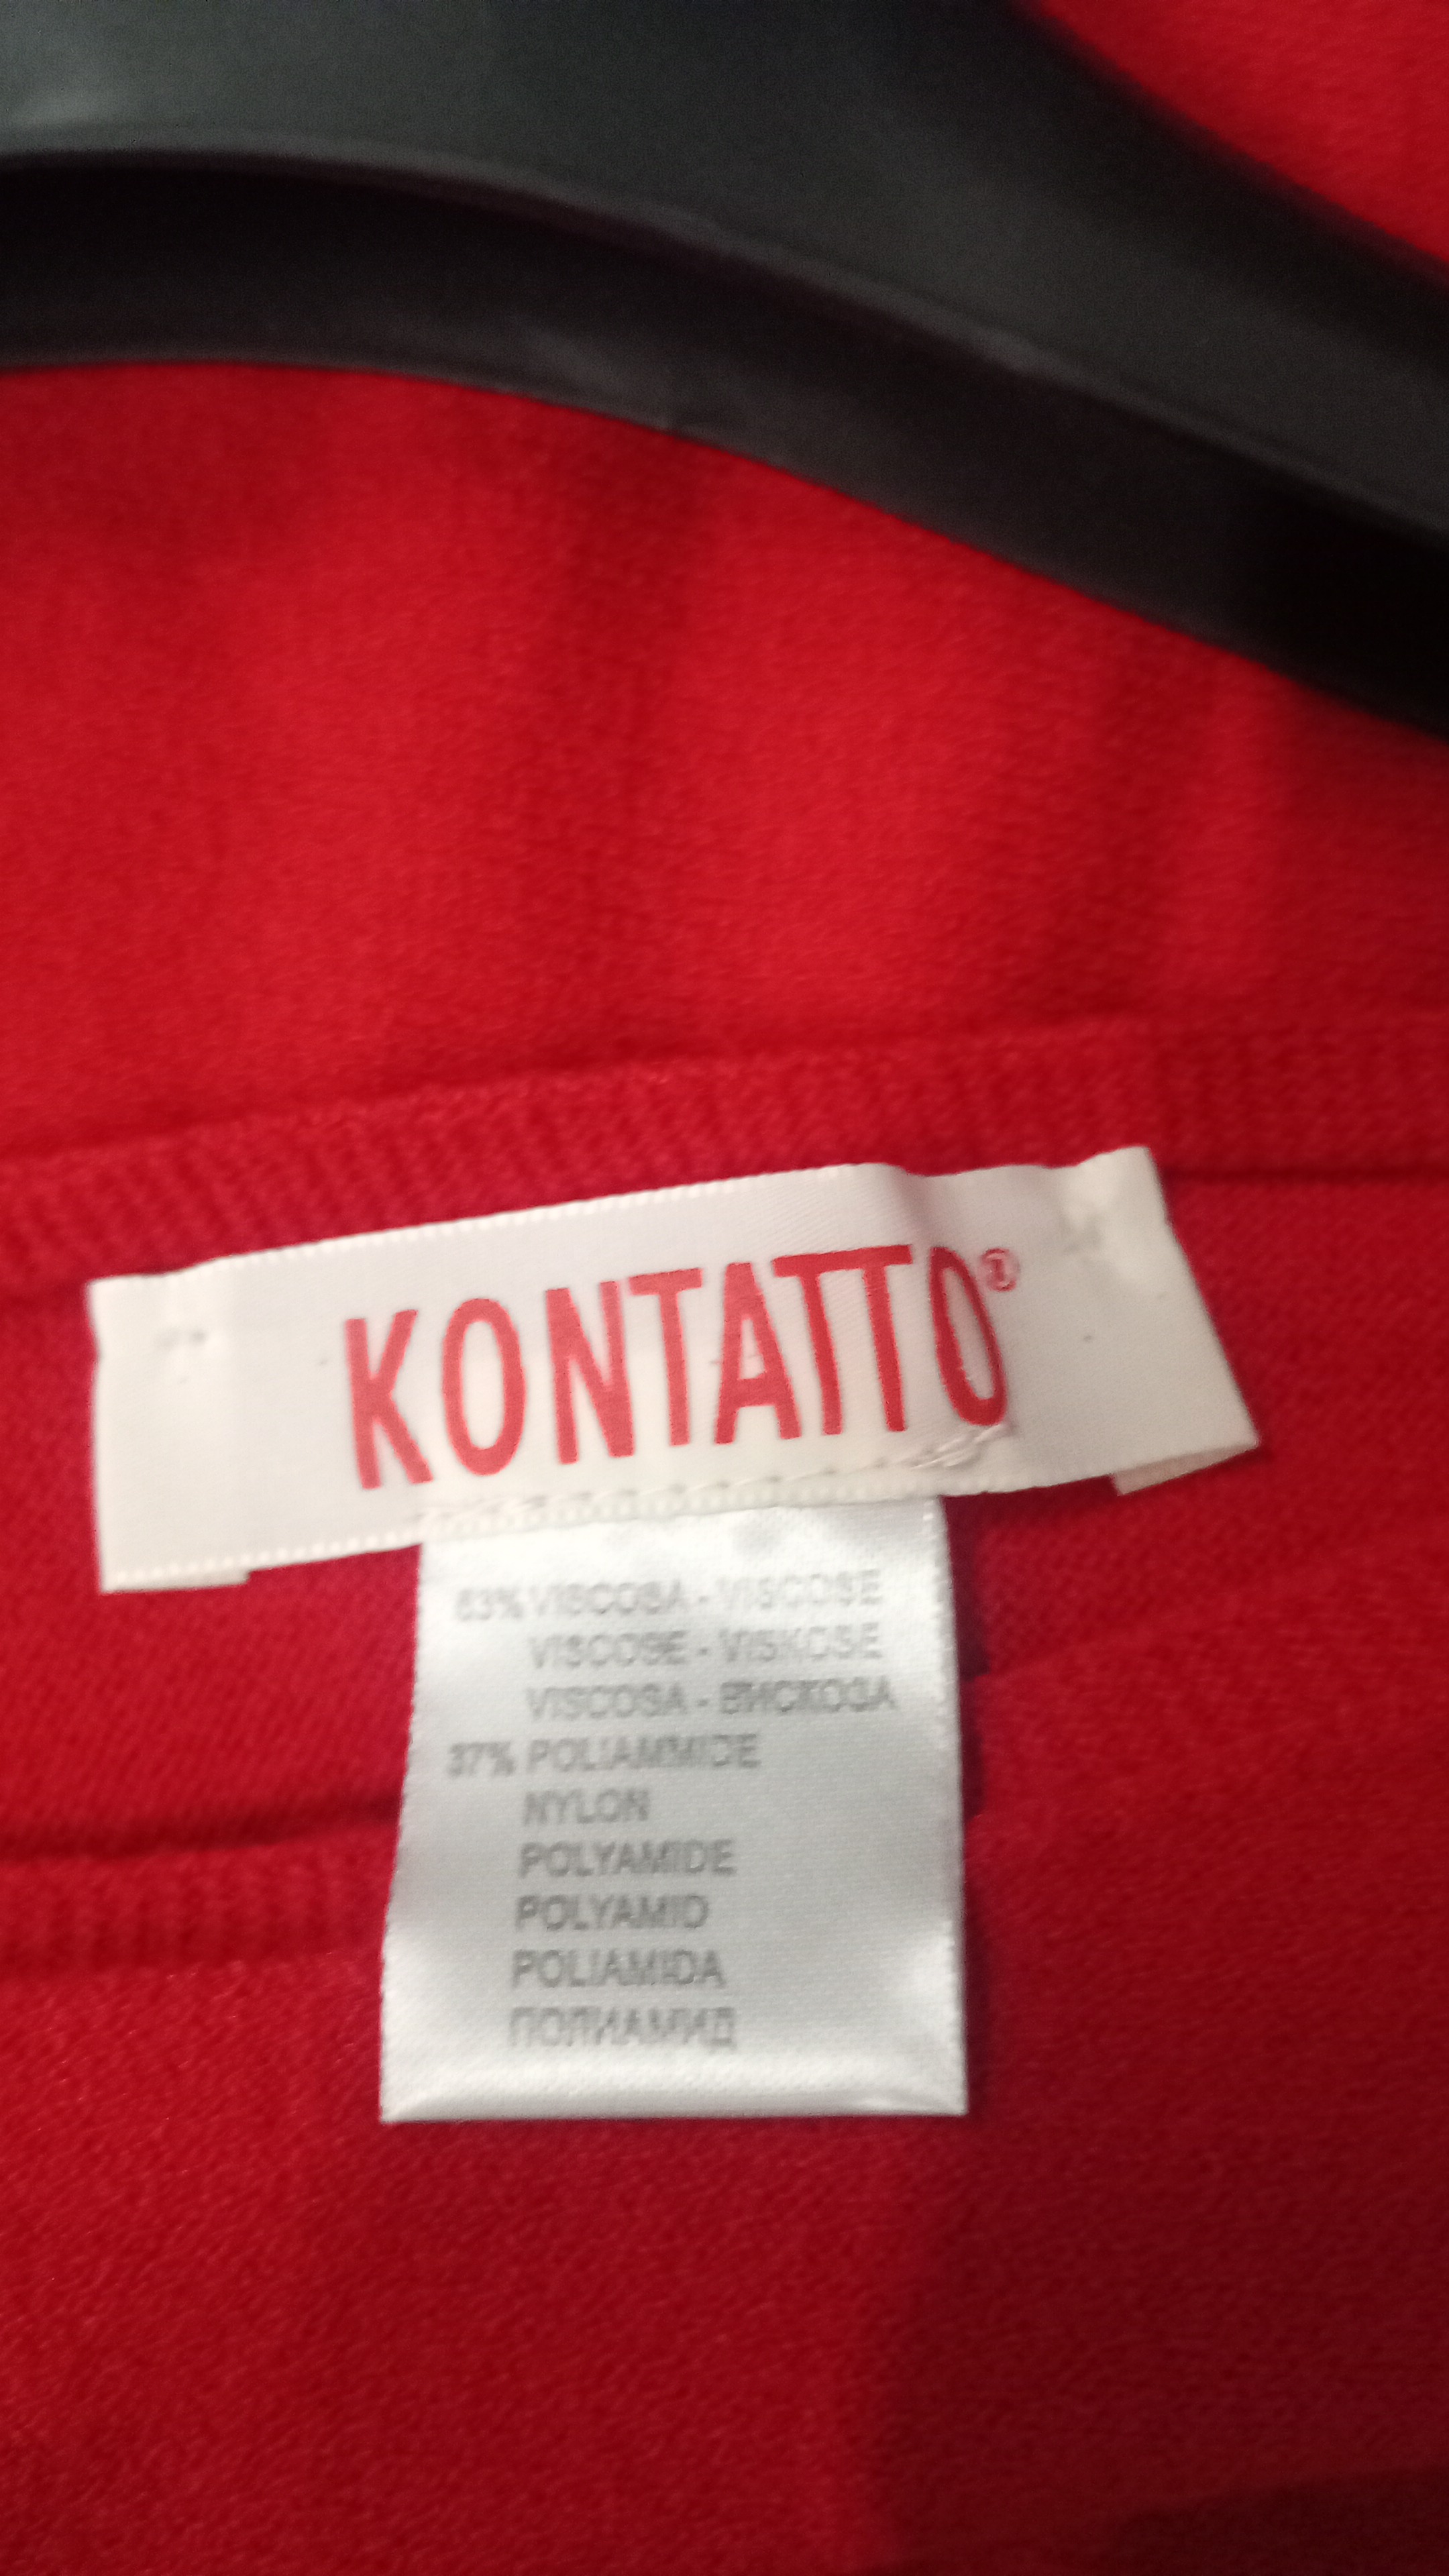 KONTATTO®
63% VISCOSA - VISCOSE
VISCOSE - VISKOSE
VISCOSA - ВИСКОЗА
37% POLIAMMIDE
NYLON
POLYAMIDE
POLYAMID
POLIAMIDA
ПОЛИАМИД